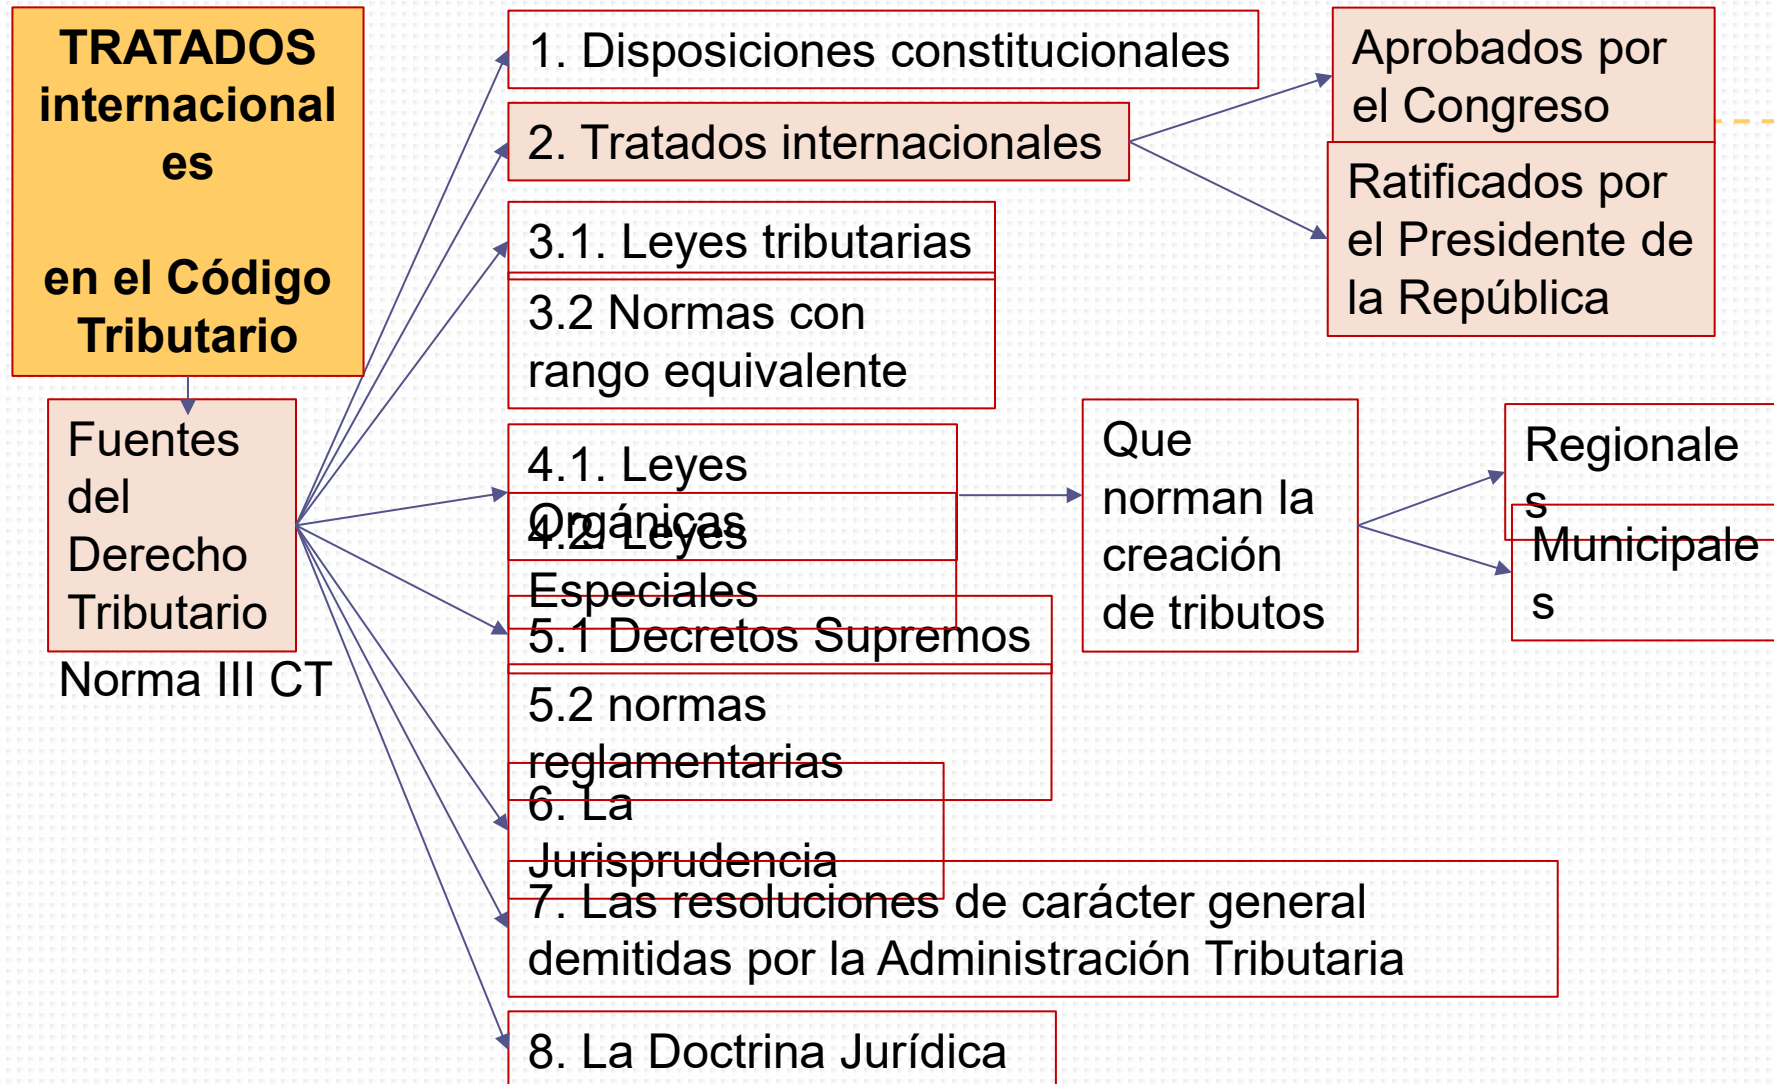 TRATADOS
internacional
es
en el Código
Tributario
Fuentes
del
Derecho
Tributario
Norma III CT
1. Disposiciones constitucionales
2. Tratados internacionales
Aprobados por
el Congreso
Ratificados por
el Presidente de
la República
3.1. Leyes tributarias
3.2 Normas con
rango equivalente
4.1. Leyes
Orgánicas
4.2. Leyes
Especiales
Que
norman la
creación
de tributos
Regionale
s
Municipale
s
5.1 Decretos Supremos
5.2 normas
reglamentarias
6. La
Jurisprudencia
7. Las resoluciones de carácter general
demitidas por la Administración Tributaria
8. La Doctrina Jurídica